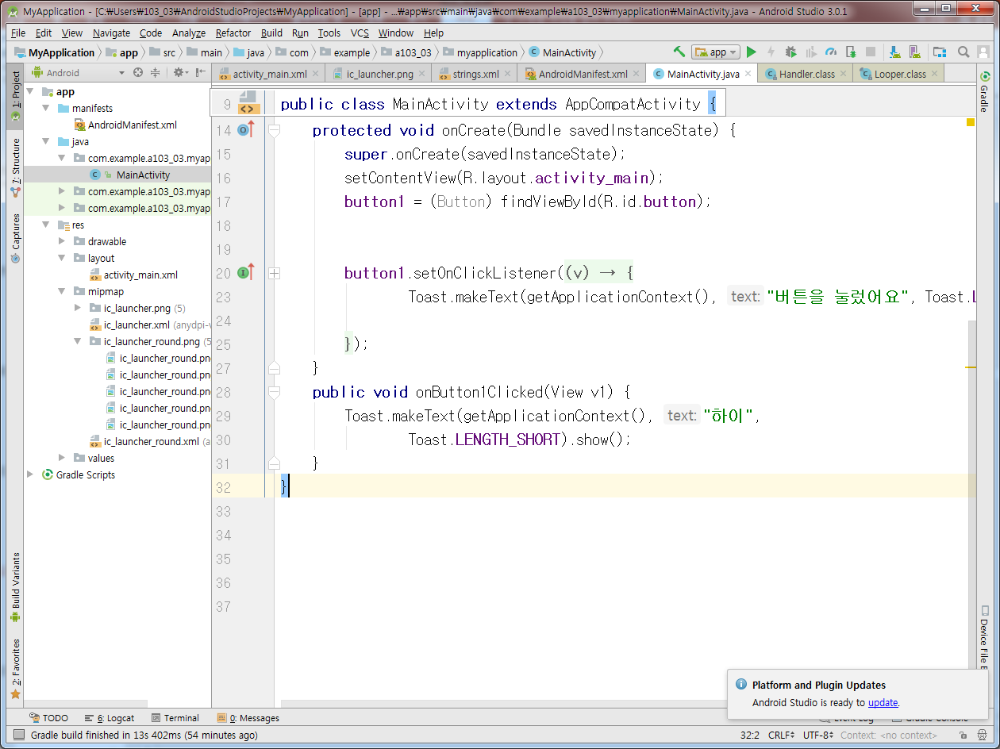 MyApplication - [C:₩Users₩103_03₩AndroidStudioProjects₩MyApplication] - [app] - ...₩app₩src₩main₩java₩com₩example₩a103_03₩myapplication₩MainActivity.java - Android Studio 3.0.1
File Edit View Navigate Code Analyze Refactor Build Run Tools VCS Window Help
MyApplication app src main java com example a103_03 myapplication MainActivity app
Android
activity_main.xml ic_launcher.png strings.xml AndroidManifest.xml MainActivity.java Handler.class Looper.class
1: Project
7: Structure
Captures
Build Variants
2: Favorites
app
manifests
AndroidManifest.xml
java
com.example.a103_03.myap
MainActivity
com.example.a103_03.myap
com.example.a103_03.myap
res
drawable
layout
activity_main.xml
mipmap
ic_launcher.png (5)
ic_launcher.xml (anydpi-v
ic_launcher_round.png (5
ic_launcher_round.pn
ic_launcher_round.pn
ic_launcher_round.pn
ic_launcher_round.pn
ic_launcher_round.pn
ic_launcher_round.xml (a
values
Gradle Scripts
9 public class MainActivity extends AppCompatActivity {
14 protected void onCreate(Bundle savedInstanceState) {
15 super.onCreate(savedInstanceState);
16 setContentView(R.layout.activity_main);
17 button1 = (Button) findViewById(R.id.button);
18
19
20 button1.setOnClickListener((v) → {
23 Toast.makeText(getApplicationContext(), text: "버튼을 눌렀어요", Toast.L
24
25 });
27 }
28 public void onButton1Clicked(View v1) {
29 Toast.makeText(getApplicationContext(), text: "하이",
30 Toast.LENGTH_SHORT).show();
31 }
32 }
33
34
35
36
37
Gradle
Device File E
Platform and Plugin Updates
Android Studio is ready to update.
TODO 6: Logcat Terminal 0: Messages Event Log Gradle Console
Gradle build finished in 13s 402ms (54 minutes ago) 32:2 CRLF UTF-8 Context: <no context>